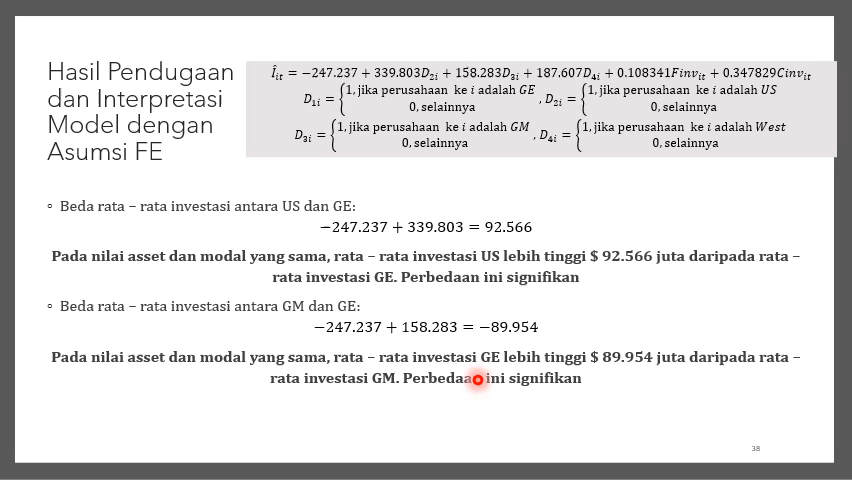 Hasil Pendugaan
dan Interpretasi
Model dengan
Asumsi FE
Î_it = −247.237 + 339.803D_2i + 158.283D_3i + 187.607D_4i + 0.108341Finv_it + 0.347829Cinv_it
D_1i = {1, jika perusahaan ke i adalah GE 0, selainnya , D_2i = {1, jika perusahaan ke i adalah US 0, selainnya
D_3i = {1, jika perusahaan ke i adalah GM 0, selainnya , D_4i = {1, jika perusahaan ke i adalah West 0, selainnya
◦ Beda rata – rata investasi antara US dan GE:
−247.237 + 339.803 = 92.566
Pada nilai asset dan modal yang sama, rata – rata investasi US lebih tinggi $ 92.566 juta daripada rata –
rata investasi GE. Perbedaan ini signifikan
◦ Beda rata – rata investasi antara GM dan GE:
−247.237 + 158.283 = −89.954
Pada nilai asset dan modal yang sama, rata – rata investasi GE lebih tinggi $ 89.954 juta daripada rata –
rata investasi GM. Perbedaan ini signifikan
38